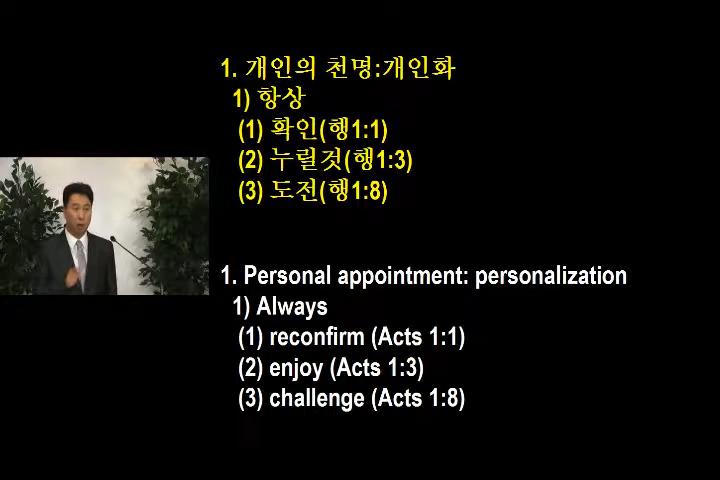 1. 개인의 천명:개인화
1) 항상
(1) 확인(행1:1)
(2) 누릴것(행1:3)
(3) 도전(행1:8)
1. Personal appointment: personalization
1) Always
(1) reconfirm (Acts 1:1)
(2) enjoy (Acts 1:3)
(3) challenge (Acts 1:8)